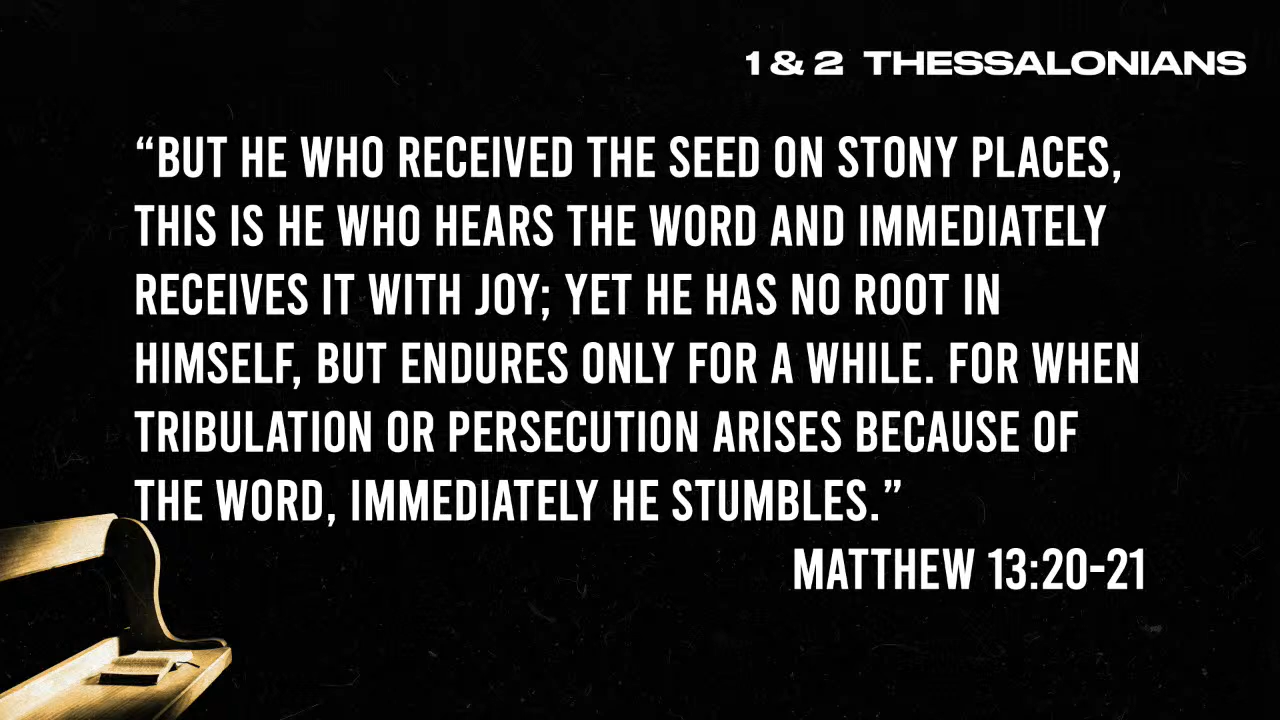 1 & 2 THESSALONIANS
“BUT HE WHO RECEIVED THE SEED ON STONY PLACES,
THIS IS HE WHO HEARS THE WORD AND IMMEDIATELY
RECEIVES IT WITH JOY; YET HE HAS NO ROOT IN
HIMSELF, BUT ENDURES ONLY FOR A WHILE. FOR WHEN
TRIBULATION OR PERSECUTION ARISES BECAUSE OF
THE WORD, IMMEDIATELY HE STUMBLES.”
MATTHEW 13:20-21